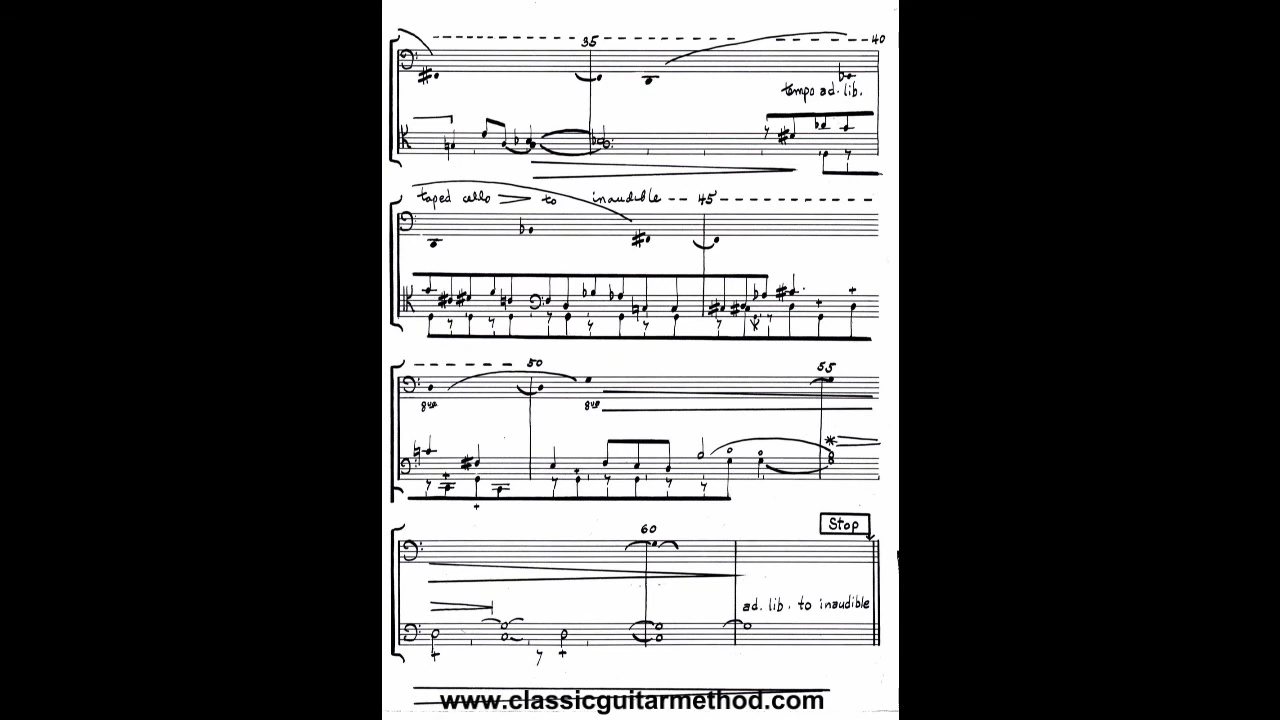 35
40
tempo ad. lib.
taped cello > to inaudible
45
50
55
8va
8va
60
Stop
ad. lib. to inaudible
www.classicguitarmethod.com